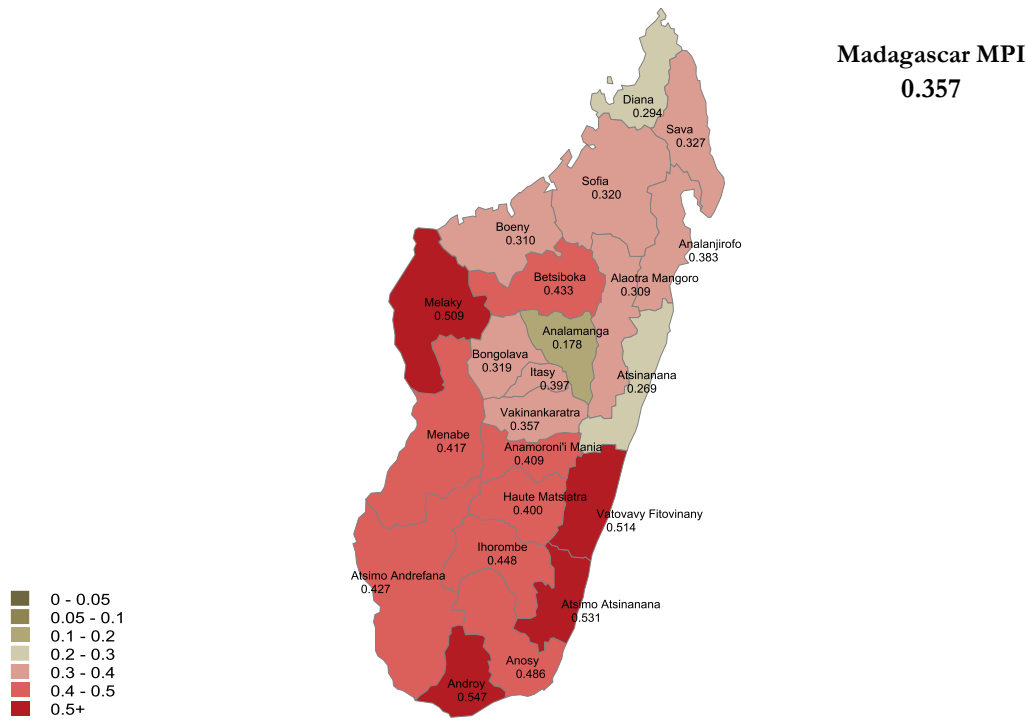 Madagascar MPI
0.357
Diana
0.294
Sava
0.327
Sofia
0.320
Boeny
0.310
Analanjirofo
0.383
Betsiboka
0.433
Alaotra Mangoro
0.309
Melaky
0.509
Analamanga
0.178
Bongolava
0.319
Itasy
0.397
Atsinanana
0.269
Vakinankaratra
0.357
Menabe
0.417
Anamoroni'i Mania
0.409
Haute Matsiatra
0.400
Vatovavy Fitovinany
0.514
Ihorombe
0.448
Atsimo Andrefana
0.427
Atsimo Atsinanana
0.531
Anosy
0.486
Androy
0.547
0 - 0.05
0.05 - 0.1
0.1 - 0.2
0.2 - 0.3
0.3 - 0.4
0.4 - 0.5
0.5+